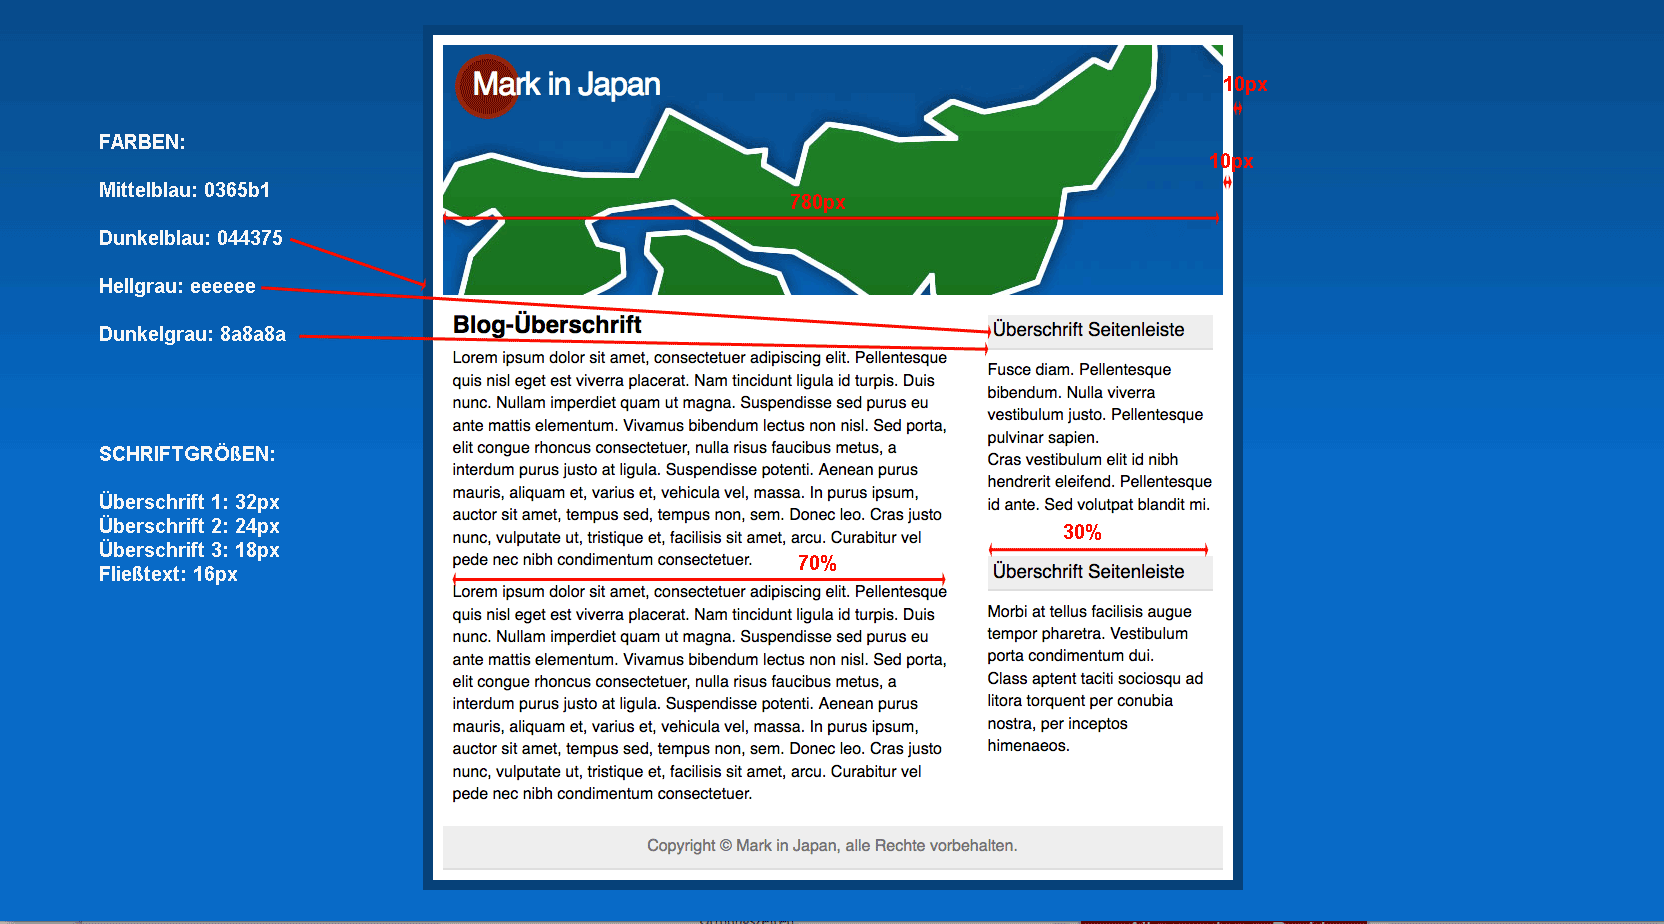 Mark in Japan
10px
10px
780px
FARBEN:
Mittelblau: 0365b1
Dunkelblau: 044375
Hellgrau: eeeeee
Dunkelgrau: 8a8a8a
SCHRIFTGRÖßEN:
Überschrift 1: 32px
Überschrift 2: 24px
Überschrift 3: 18px
Fließtext: 16px
Blog-Überschrift
Lorem ipsum dolor sit amet, consectetuer adipiscing elit. Pellentesque
quis nisl eget est viverra placerat. Nam tincidunt ligula id turpis. Duis
nunc. Nullam imperdiet quam ut magna. Suspendisse sed purus eu
ante mattis elementum. Vivamus bibendum lectus non nisl. Sed porta,
elit congue rhoncus consectetuer, nulla risus faucibus metus, a
interdum purus justo at ligula. Suspendisse potenti. Aenean purus
mauris, aliquam et, varius et, vehicula vel, massa. In purus ipsum,
auctor sit amet, tempus sed, tempus non, sem. Donec leo. Cras justo
nunc, vulputate ut, tristique et, facilisis sit amet, arcu. Curabitur vel
pede nec nibh condimentum consectetuer.
70%
Lorem ipsum dolor sit amet, consectetuer adipiscing elit. Pellentesque
quis nisl eget est viverra placerat. Nam tincidunt ligula id turpis. Duis
nunc. Nullam imperdiet quam ut magna. Suspendisse sed purus eu
ante mattis elementum. Vivamus bibendum lectus non nisl. Sed porta,
elit congue rhoncus consectetuer, nulla risus faucibus metus, a
interdum purus justo at ligula. Suspendisse potenti. Aenean purus
mauris, aliquam et, varius et, vehicula vel, massa. In purus ipsum,
auctor sit amet, tempus sed, tempus non, sem. Donec leo. Cras justo
nunc, vulputate ut, tristique et, facilisis sit amet, arcu. Curabitur vel
pede nec nibh condimentum consectetuer.
Überschrift Seitenleiste
Fusce diam. Pellentesque
bibendum. Nulla viverra
vestibulum justo. Pellentesque
pulvinar sapien.
Cras vestibulum elit id nibh
hendrerit eleifend. Pellentesque
id ante. Sed volutpat blandit mi.
30%
Überschrift Seitenleiste
Morbi at tellus facilisis augue
tempor pharetra. Vestibulum
porta condimentum dui.
Class aptent taciti sociosqu ad
litora torquent per conubia
nostra, per inceptos
himenaeos.
Copyright © Mark in Japan, alle Rechte vorbehalten.